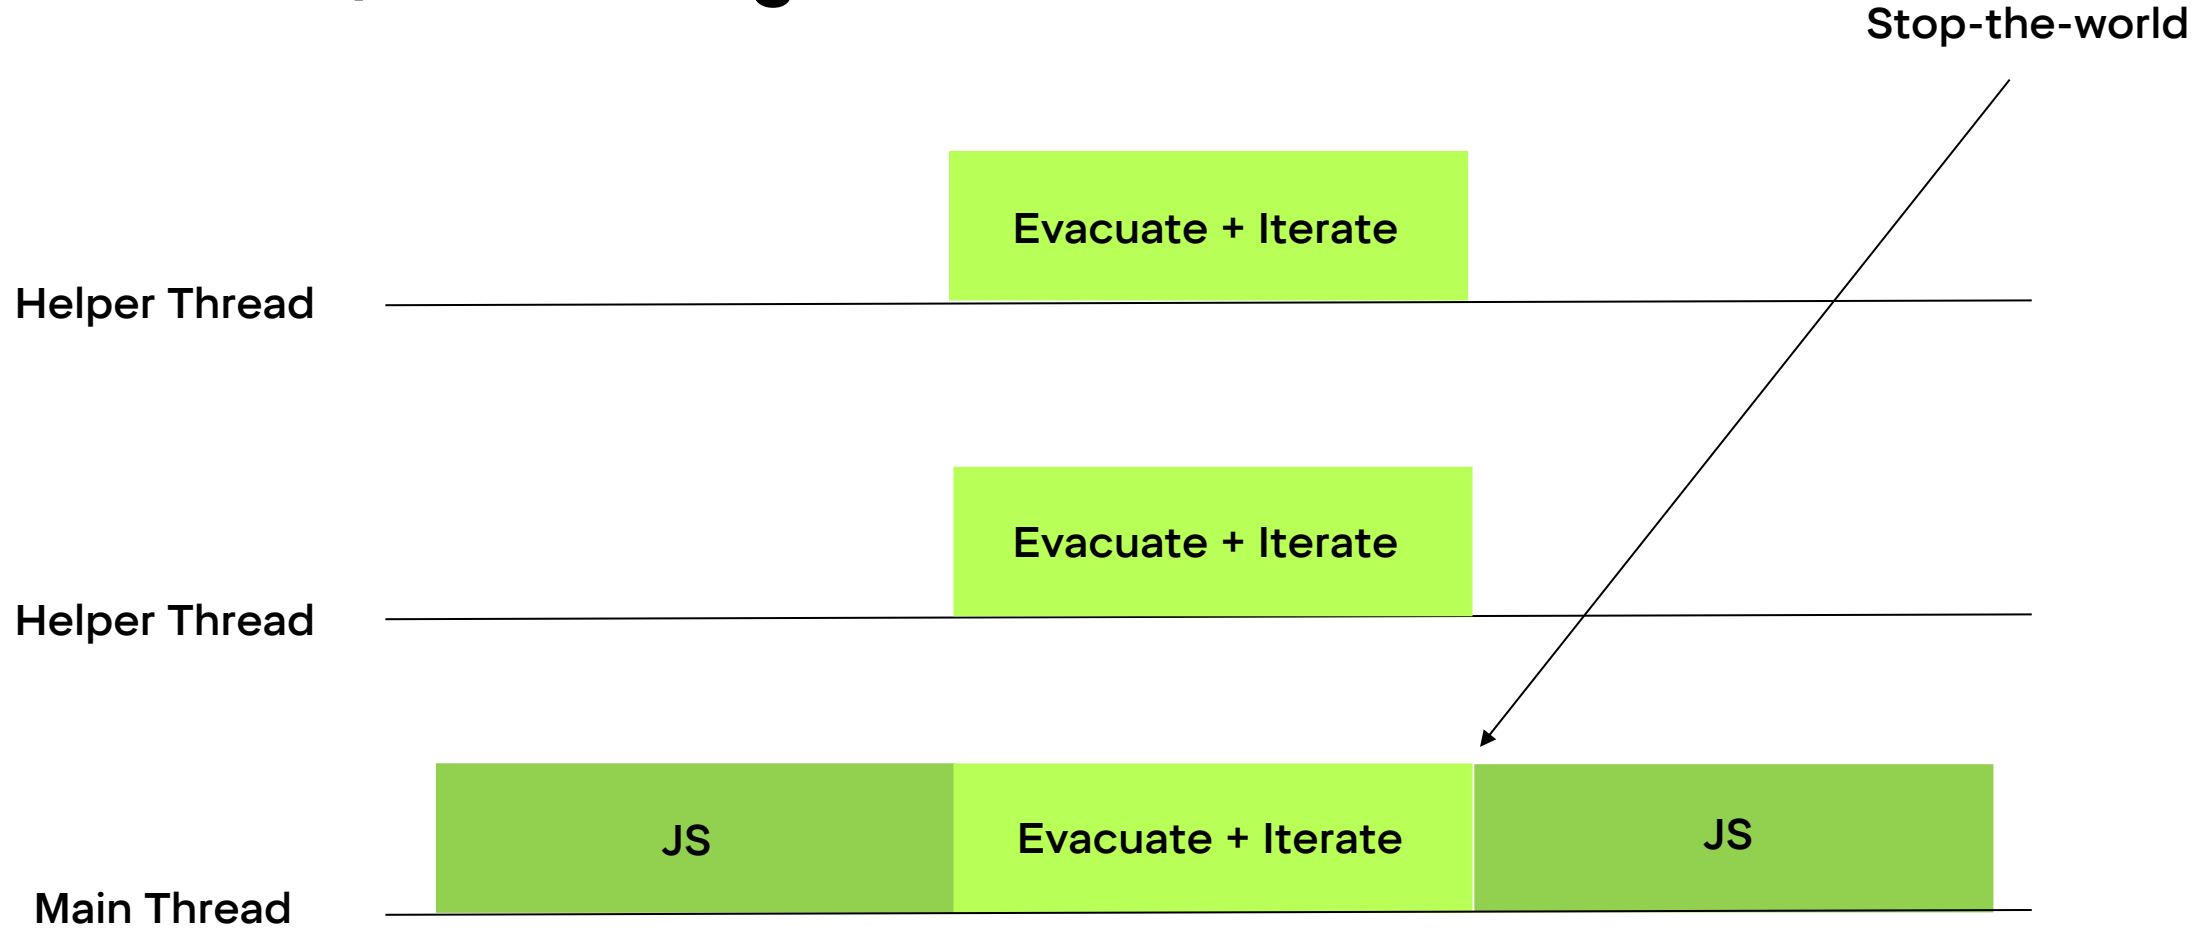 Stop-the-world
Evacuate + Iterate
Helper Thread
Evacuate + Iterate
Helper Thread
JS
Evacuate + Iterate
JS
Main Thread